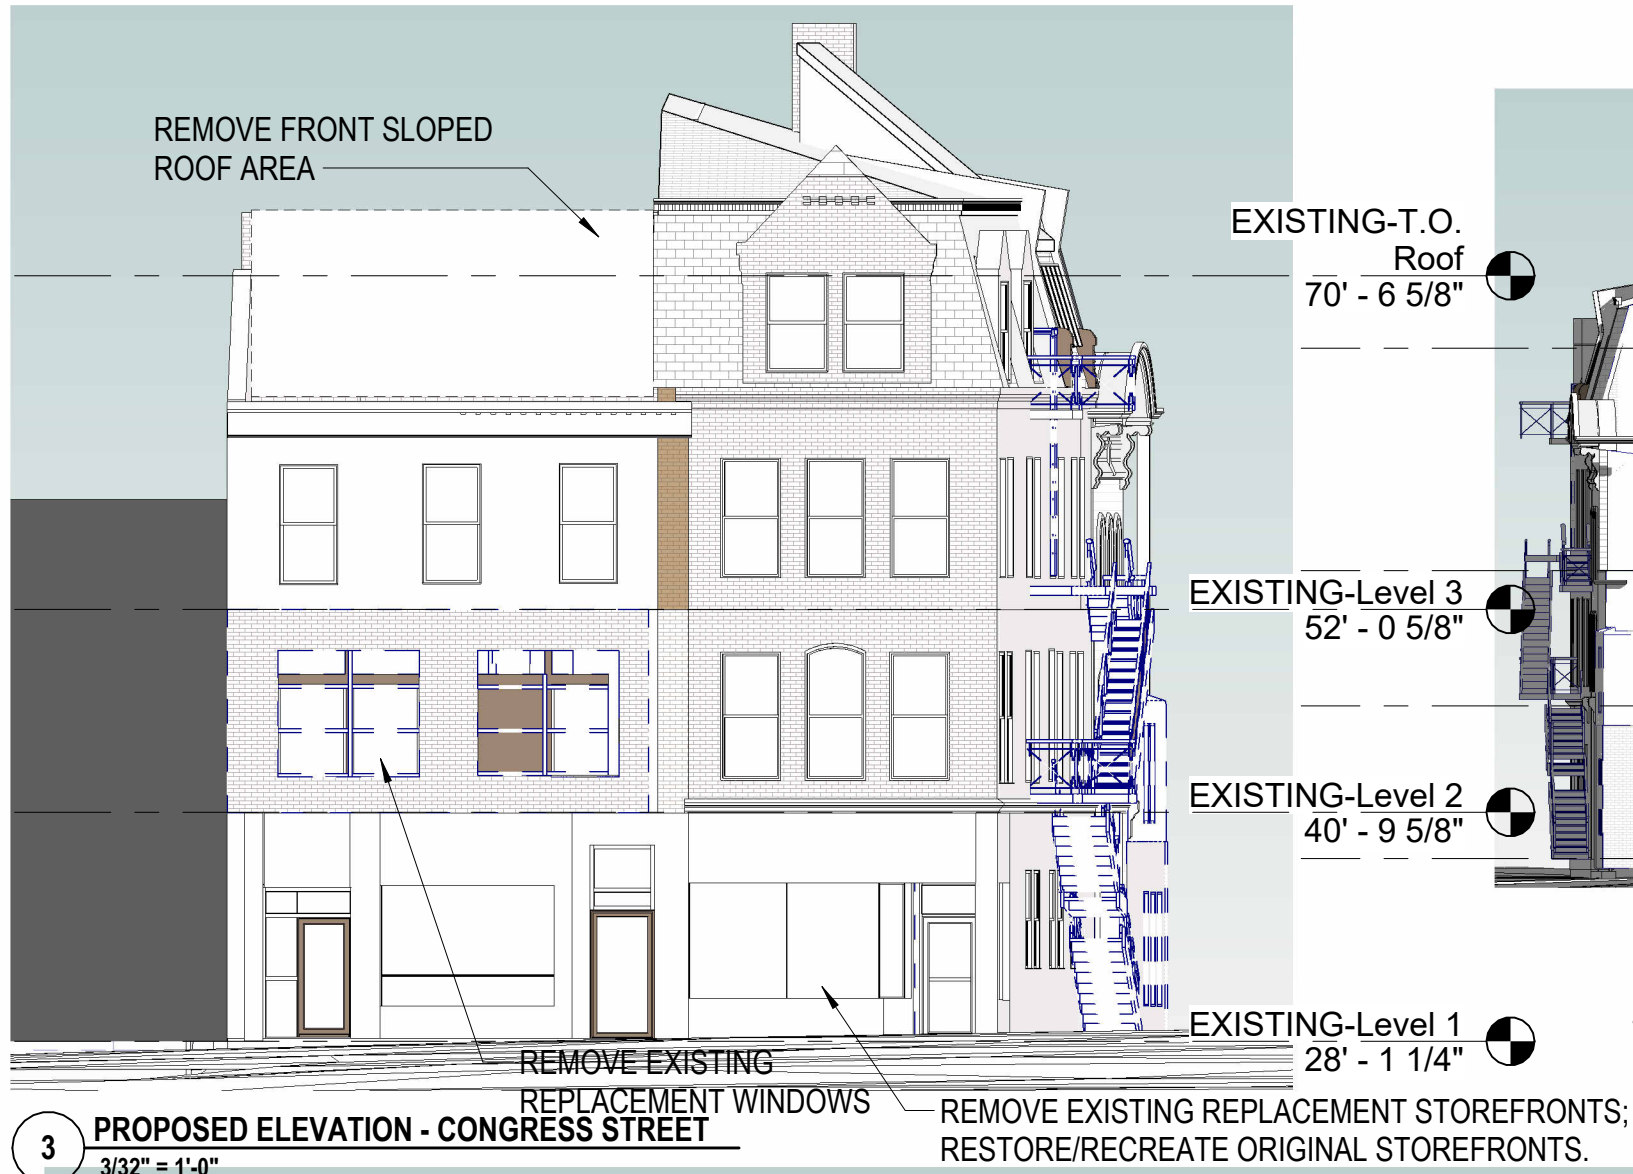 REMOVE FRONT SLOPED
ROOF AREA
EXISTING-T.O.
Roof
70' - 6 5/8"
EXISTING-Level 3
52' - 0 5/8"
EXISTING-Level 2
40' - 9 5/8"
EXISTING-Level 1
28' - 1 1/4"
REMOVE EXISTING
REPLACEMENT WINDOWS
REMOVE EXISTING REPLACEMENT STOREFRONTS;
RESTORE/RECREATE ORIGINAL STOREFRONTS.
3
PROPOSED ELEVATION - CONGRESS STREET
3/32" = 1'-0"